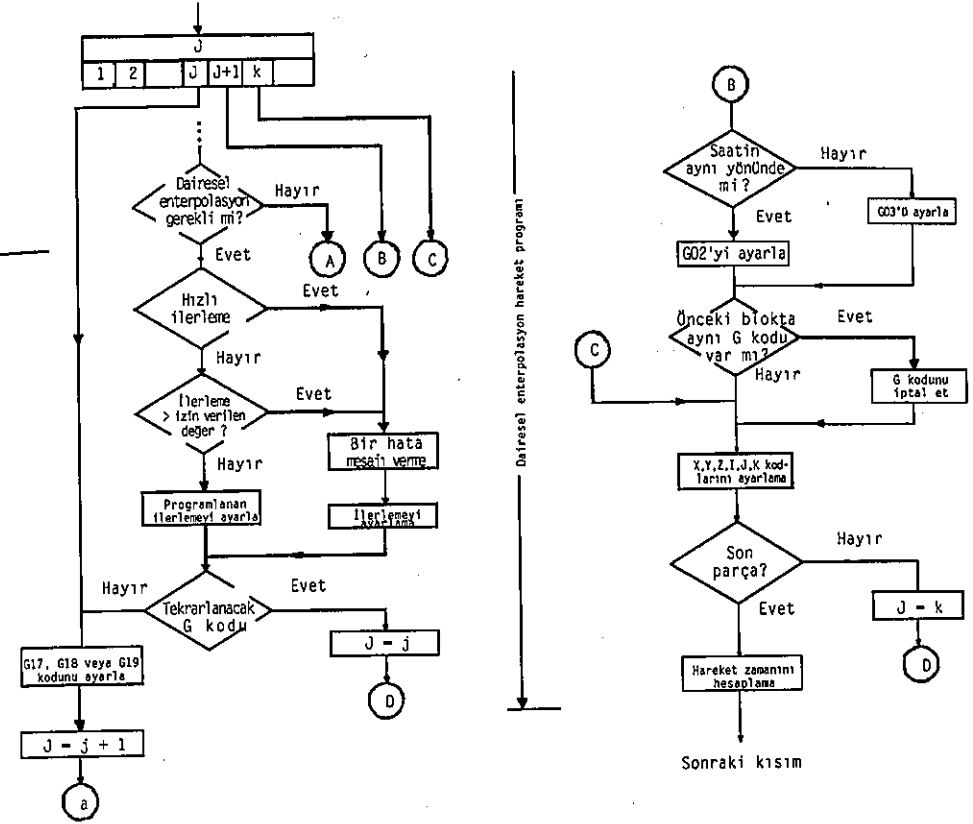 J
1 2 J J+1 k
Dairesel
enterpolasyon
gerekli mi?
Hayır
Evet
A
B
C
Hızlı
ilerleme
Evet
Hayır
İlerleme
> izin verilen
değer ?
Evet
Hayır
Bir hata
mesajı verme
Programlanan
ilerlemeyi ayarla
İlerlemeyi
ayarlama
Tekrarlanacak
G kodu
Hayır
Evet
G17, G18 veya G19
kodunu ayarla
J = j + 1
a
J = j
D
Dairesel enterpolasyon hareket programı
B
Saatin
aynı yönünde
mi?
Hayır
Evet
G03'ü ayarla
G02'yi ayarla
Önceki blokta
aynı G kodu
var mı?
Evet
Hayır
C
G kodunu
iptal et
X,Y,Z,I,J,K kod-
larını ayarlama
Son
parça?
Hayır
Evet
J = k
D
Hareket zamanını
hesaplama
Sonraki kısım